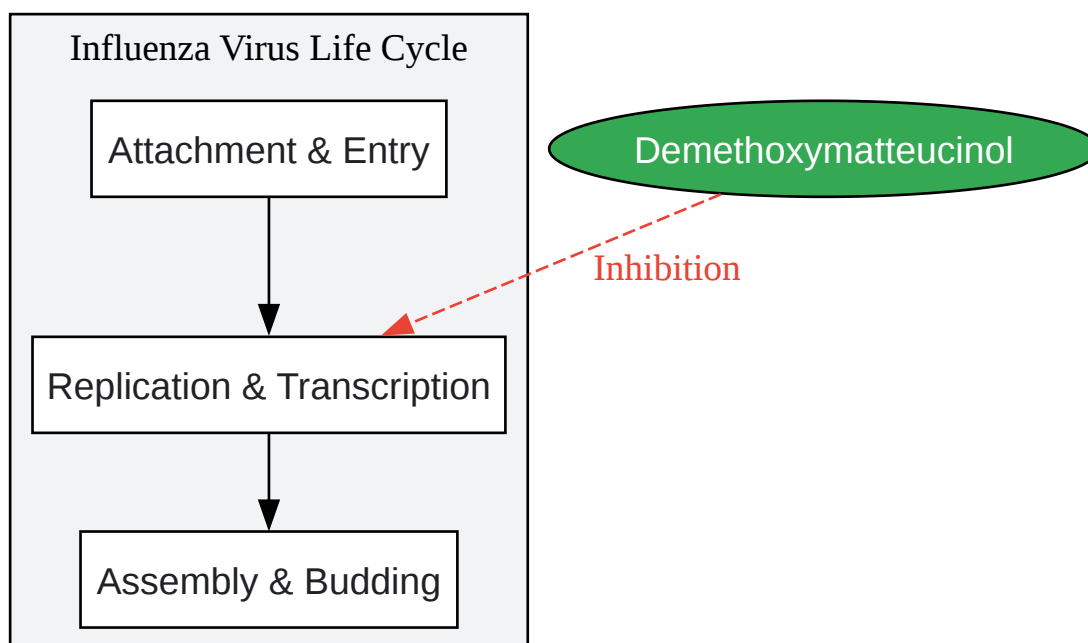 Influenza Virus Life Cycle
Attachment & Entry
Demethoxymatteucinol
Inhibition
Replication & Transcription
Assembly & Budding